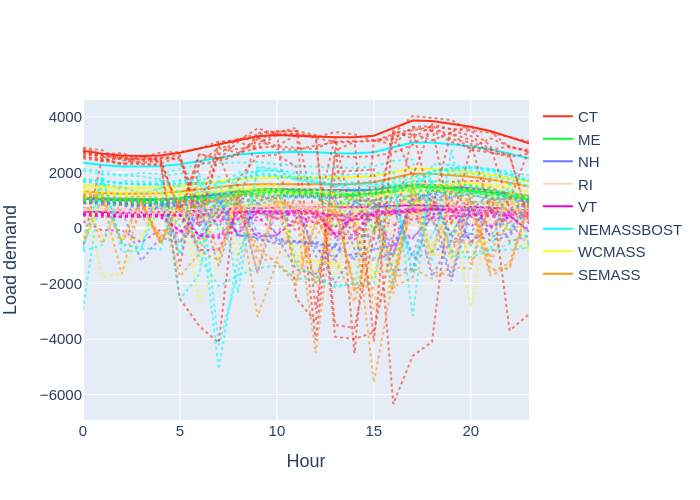 4000
2000
0
−2000
−4000
−6000
Load demand
0
5
10
15
20
Hour
CT
ME
NH
RI
VT
NEMASSBOST
WCMASS
SEMASS